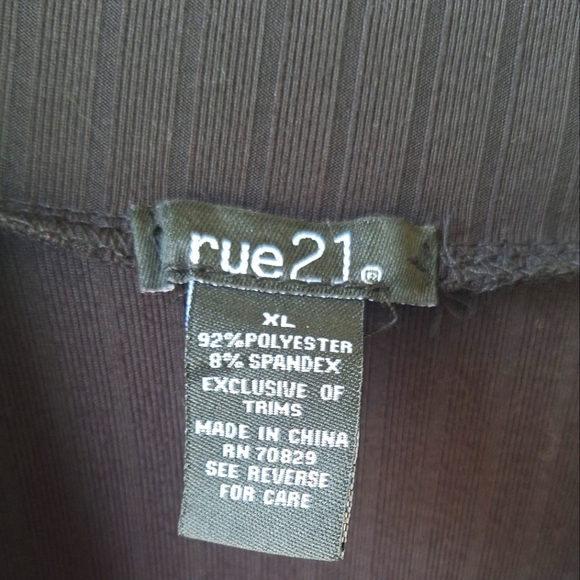 rue21®
XL
92%POLYESTER
8% SPANDEX
EXCLUSIVE OF
TRIMS
MADE IN CHINA
RN 70829
SEE REVERSE
FOR CARE